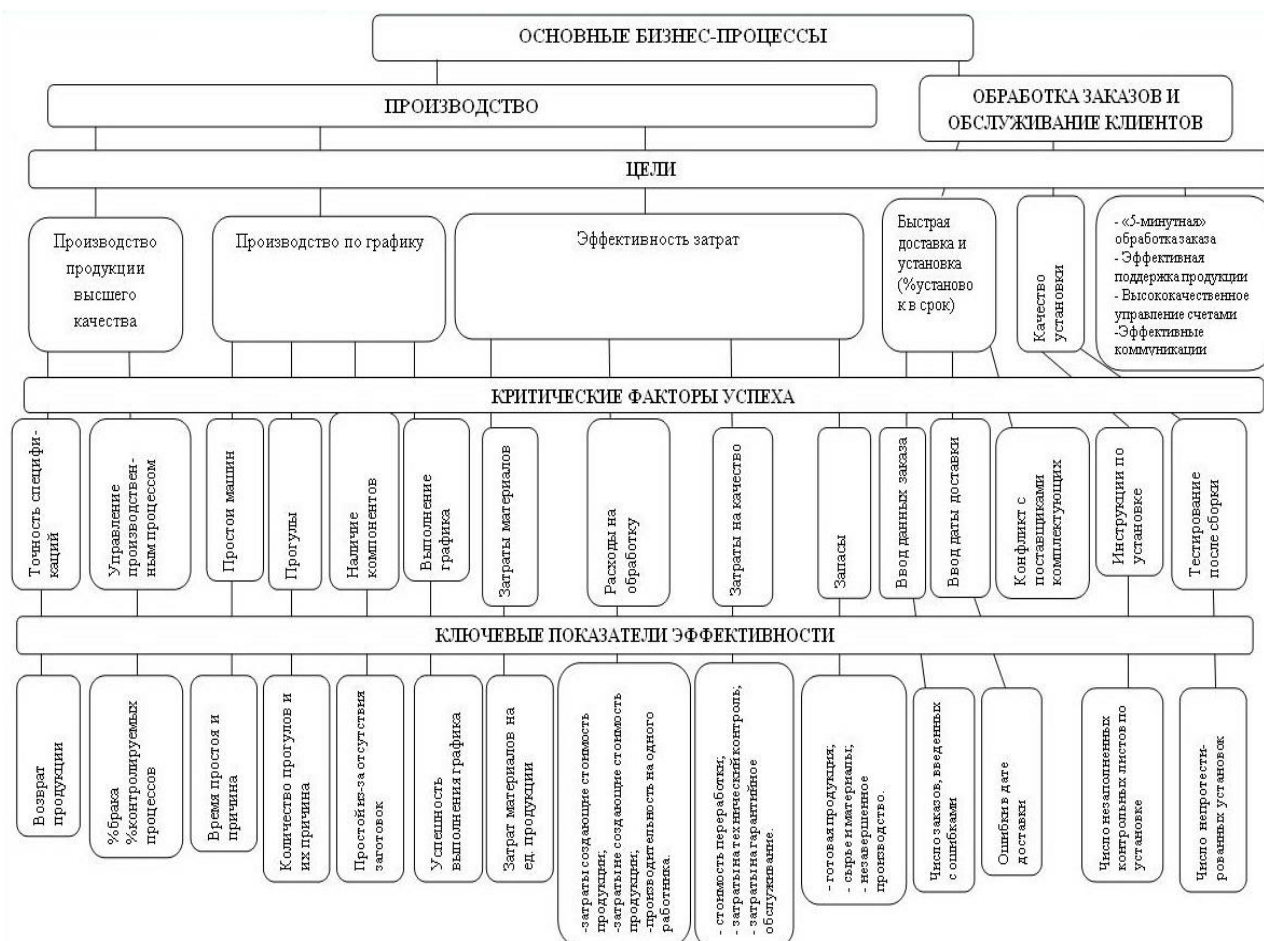 ОСНОВНЫЕ БИЗНЕС-ПРОЦЕССЫ
ПРОИЗВОДСТВО
ОБРАБОТКА ЗАКАЗОВ И
ОБСЛУЖИВАНИЕ КЛИЕНТОВ
ЦЕЛИ
Производство
продукции
высшего
качества
Производство по графику
Эффективность затрат
Быстрая
доставка и
установка
(%установо
к в срок)
Качество
установки
- «5-минутная»
обработка заказа
- Эффективная
поддержка продукции
- Высококачественное
управление счетами
-Эффективные
коммуникации
КРИТИЧЕСКИЕ ФАКТОРЫ УСПЕХА
Точность специфи-
каций
Управление
производствен-
ным процессом
Простои машин
Прогулы
Наличие
компонентов
Выполнение
графика
Затраты материалов
Расходы на
обработку
Затраты на качество
Запасы
Ввод данных заказа
Ввод даты доставки
Конфликт с
поставщиками
комплектующих
Инструкции по
установке
Тестирование
после сборки
КЛЮЧЕВЫЕ ПОКАЗАТЕЛИ ЭФФЕКТИВНОСТИ
Возврат
продукции
%брака
%контролируемых
процессов
Время простоя и
причина
Количество прогулов и
их причина
Простой из-за отсутствия
заготовок
Успешность
выполнения графика
Затрат материалов на
ед. продукции
-затраты создающие стоимость
продукции;
-затраты не создающие стоимость
продукции;
-производительность на одного
работника.
- стоимость переработки;
- затраты на технический контроль;
- затраты на гарантийное
обслуживание.
- готовая продукция;
- сырье и материалы;
- незавершенное
производство.
Число заказов, введенных
с ошибками
Ошибки в дате
доставки
Число незаполненных
контрольных листов по
установке
Число непротести-
рованных установок